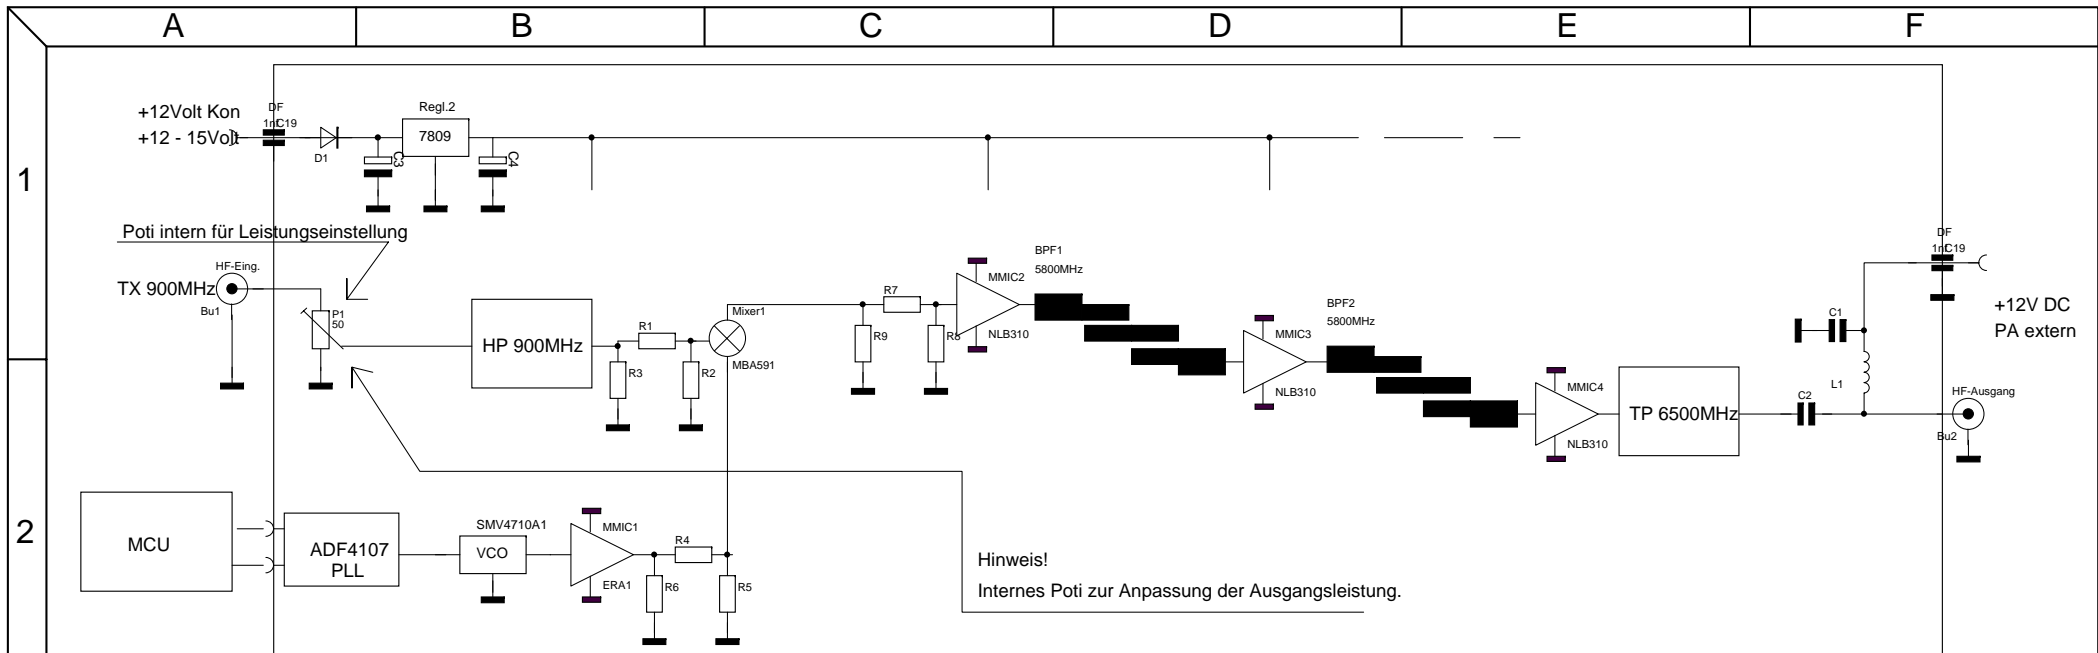 A B C D E F
1
2
+12Volt Kon
+12 - 15Volt
DF
1nC19
D1
C3
Regl.2
7809
C4
Poti intern für Leistungseinstellung
TX 900MHz
HF-Eing.
Bu1
P1
50
HP 900MHz
R1
R3
R2
Mixer1
MBA591
R7
R9
R8
MMIC2
NLB310
BPF1
5800MHz
MMIC3
NLB310
BPF2
5800MHz
MMIC4
NLB310
TP 6500MHz
C1
L1
C2
DF
1nC19
+12V DC
PA extern
HF-Ausgang
Bu2
MCU
ADF4107
PLL
SMV4710A1
VCO
MMIC1
ERA1
R4
R6
R5
Hinweis!
Internes Poti zur Anpassung der Ausgangsleistung.